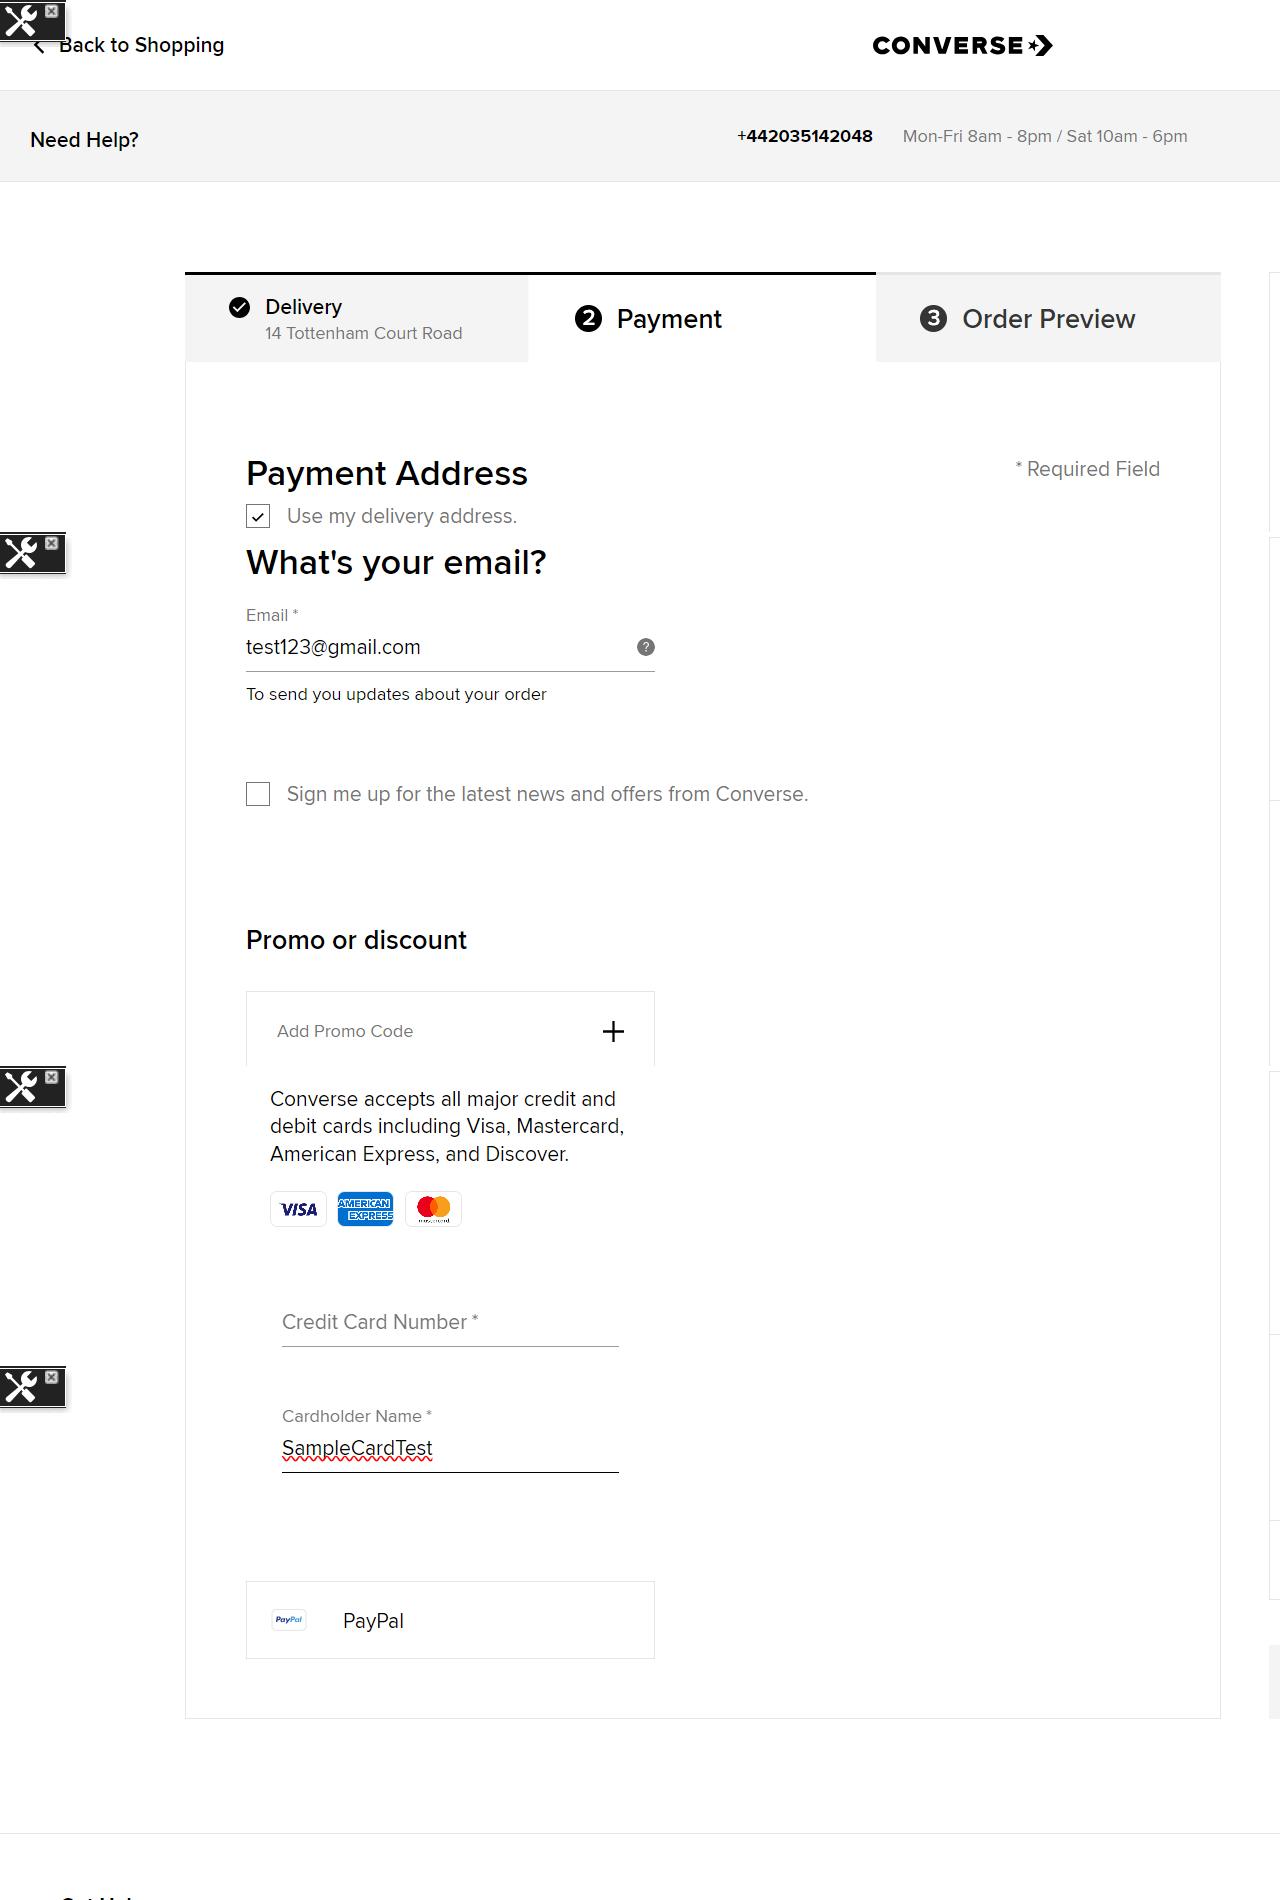 Back to Shopping
CONVERSE
Need Help?
+442035142048 Mon-Fri 8am - 8pm / Sat 10am - 6pm
Delivery
14 Tottenham Court Road
2 Payment
3 Order Preview
Payment Address
* Required Field
Use my delivery address.
What's your email?
Email *
test123@gmail.com
?
To send you updates about your order
Sign me up for the latest news and offers from Converse.
Promo or discount
Add Promo Code
Converse accepts all major credit and
debit cards including Visa, Mastercard,
American Express, and Discover.
VISA
AMERICAN
EXPRESS
mastercard
Credit Card Number *
Cardholder Name *
SampleCardTest
PayPal PayPal